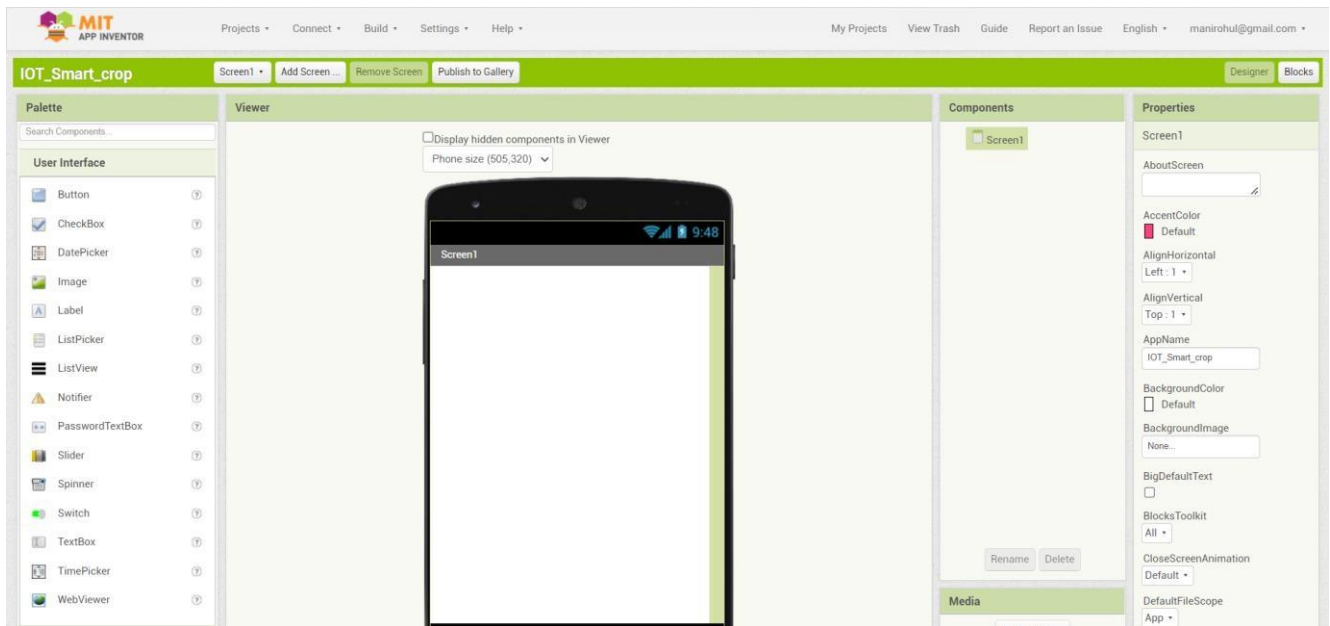 MIT
APP INVENTOR
Projects Connect Build Settings Help My Projects View Trash Guide Report an Issue English manirohul@gmail.com
IOT_Smart_crop Screen1 Add Screen ... Remove Screen Publish to Gallery Designer Blocks
Palette
Search Components...
User Interface
Button
CheckBox
DatePicker
Image
Label
ListPicker
ListView
Notifier
PasswordTextBox
Slider
Spinner
Switch
TextBox
TimePicker
WebViewer
Viewer
Display hidden components in Viewer
Phone size (505,320)
9:48
Screen1
Components
Screen1
Rename Delete
Media
Properties
Screen1
AboutScreen
AccentColor
Default
AlignHorizontal
Left : 1
AlignVertical
Top : 1
AppName
IOT_Smart_crop
BackgroundColor
Default
BackgroundImage
None...
BigDefaultText
BlocksToolkit
All
CloseScreenAnimation
Default
DefaultFileScope
App